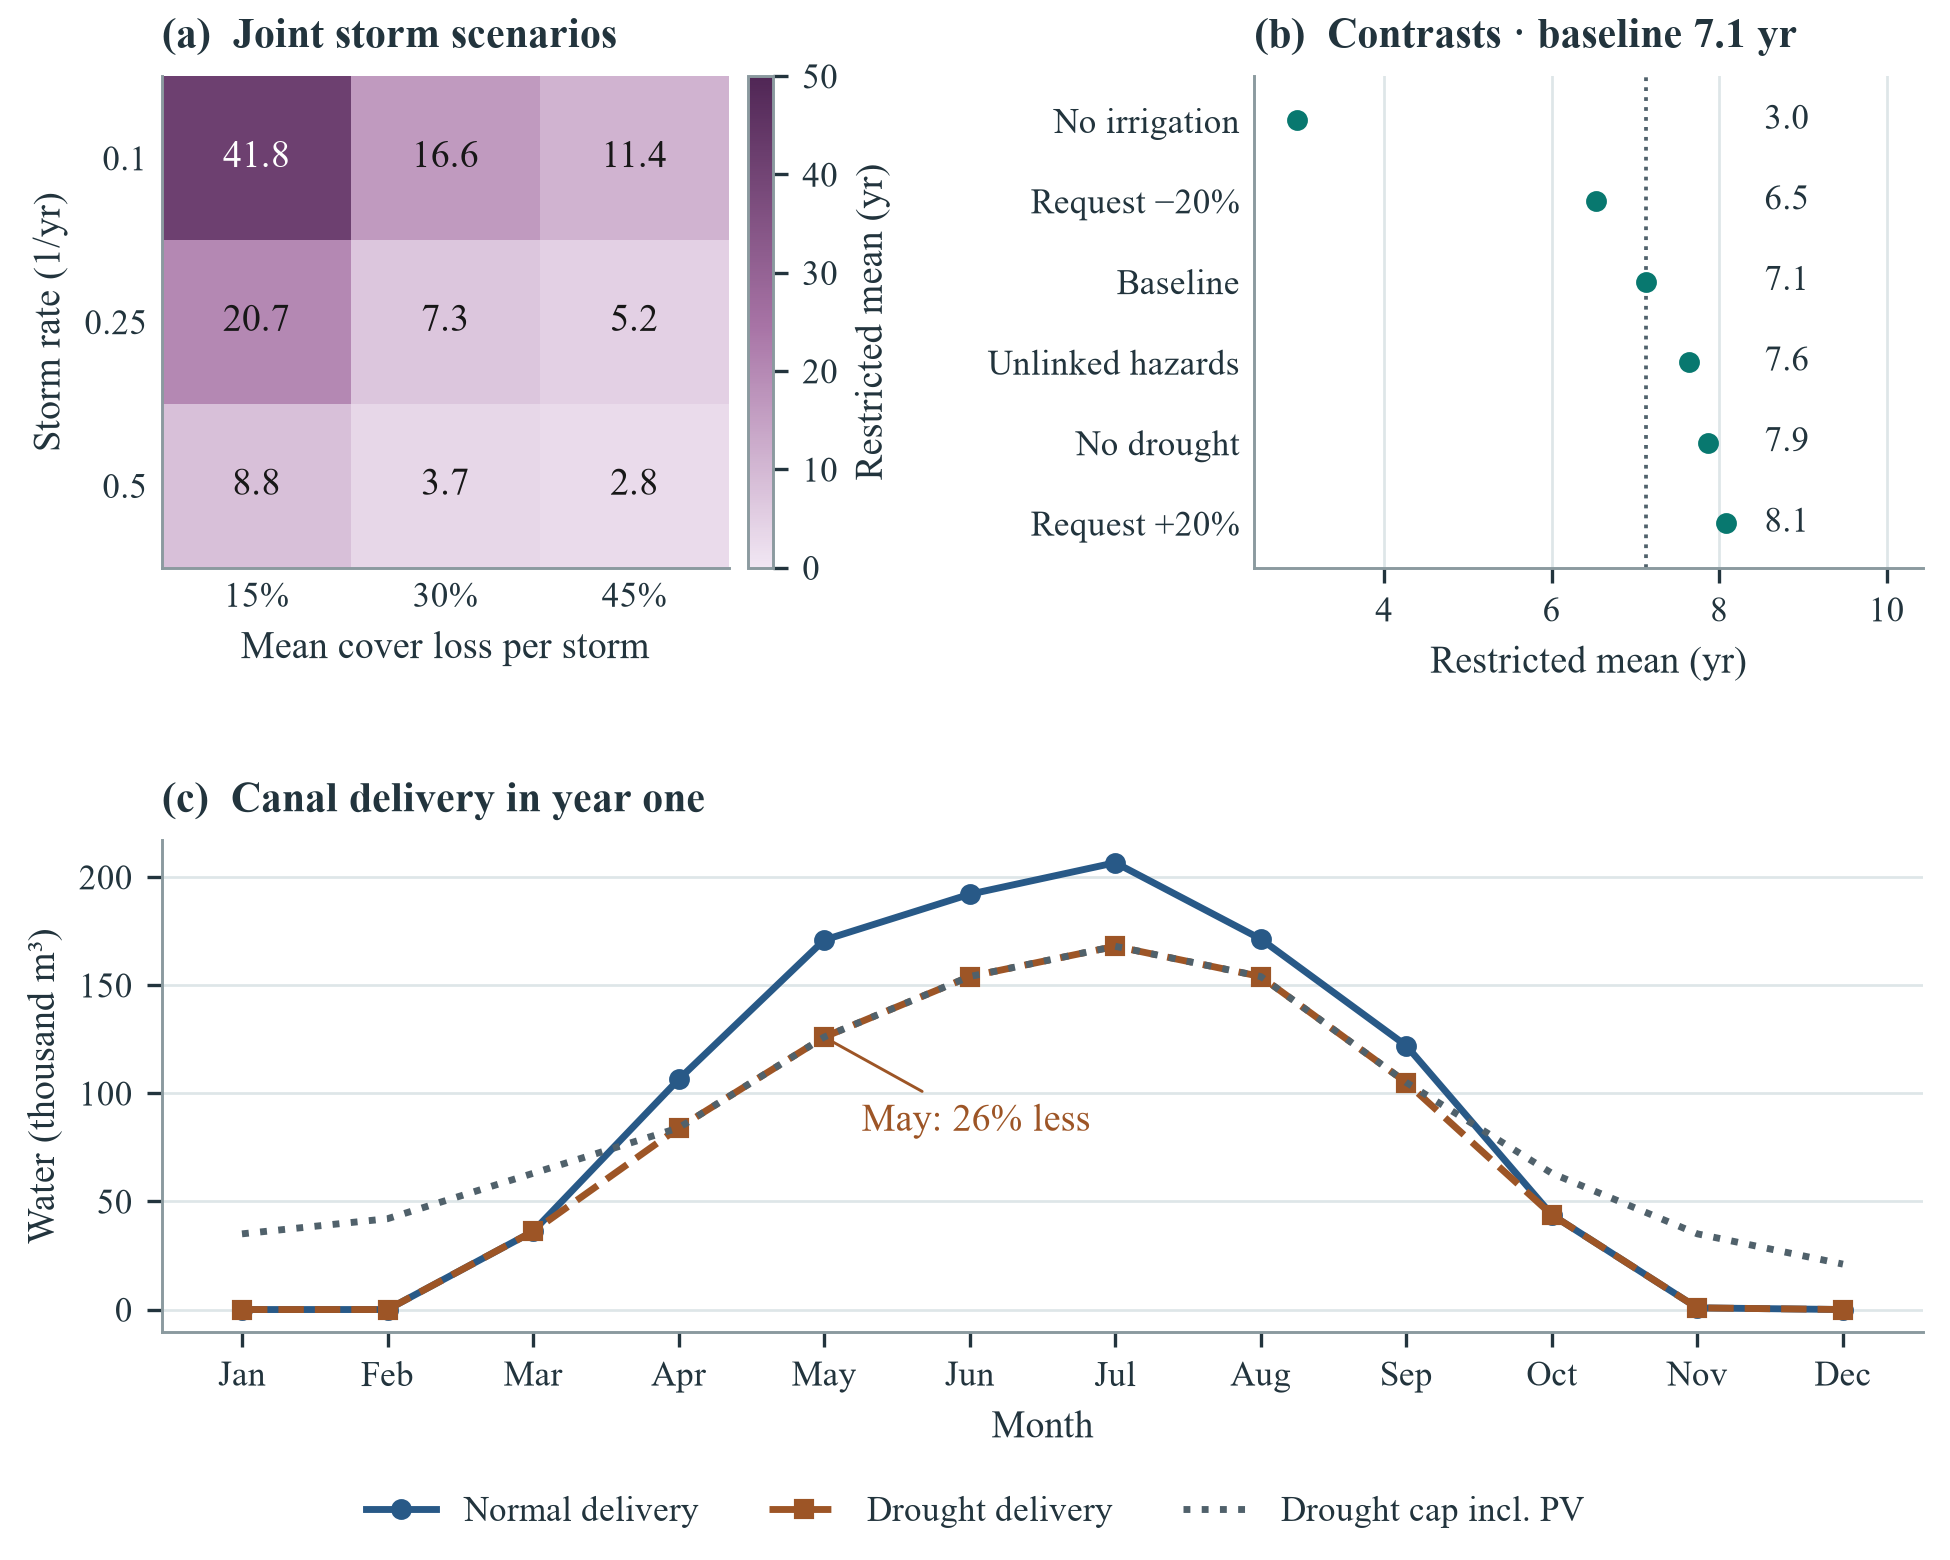 (a) Joint storm scenarios
Storm rate (1/yr)
0.1
0.25
0.5
41.8 16.6 11.4
20.7 7.3 5.2
8.8 3.7 2.8
15% 30% 45%
Mean cover loss per storm
50
40
30
20
10
0
Restricted mean (yr)
(b) Contrasts · baseline 7.1 yr
No irrigation 3.0
Request −20% 6.5
Baseline 7.1
Unlinked hazards 7.6
No drought 7.9
Request +20% 8.1
4 6 8 10
Restricted mean (yr)
(c) Canal delivery in year one
Water (thousand m³)
200
150
100
50
0
May: 26% less
Jan Feb Mar Apr May Jun Jul Aug Sep Oct Nov Dec
Month
Normal delivery Drought delivery Drought cap incl. PV